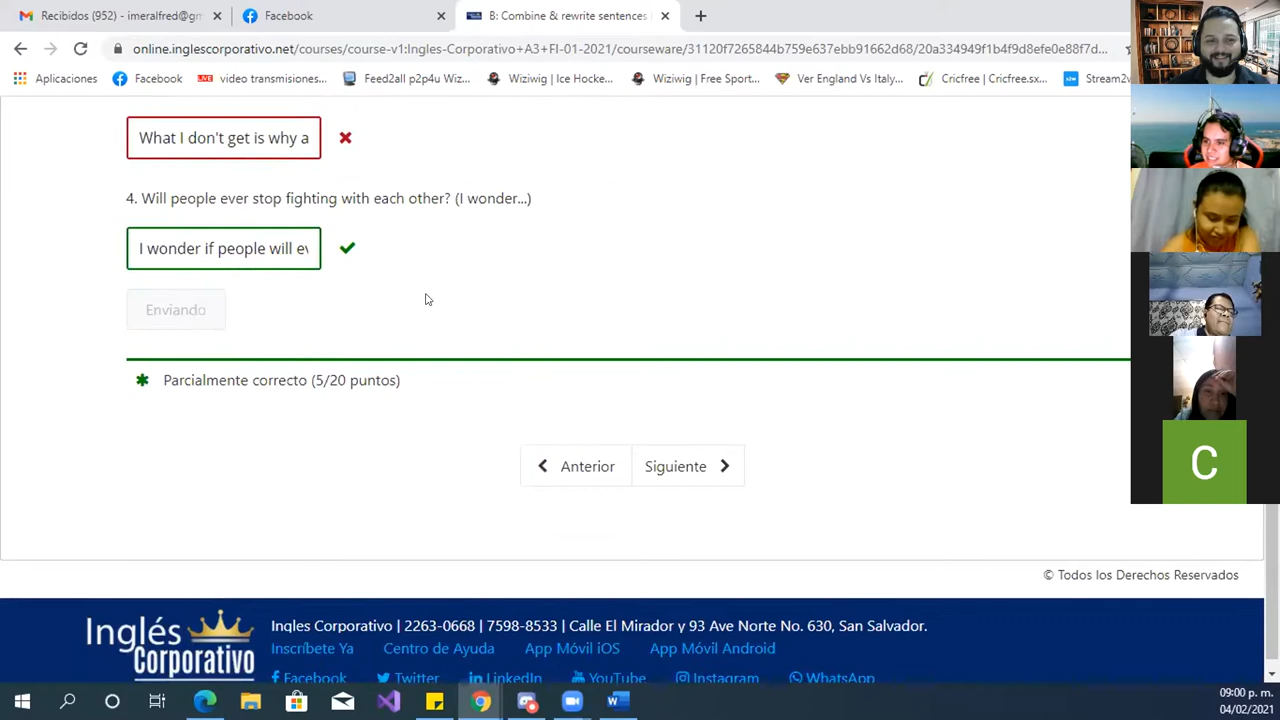 Recibidos (952) - imeralfred@gm
Facebook
B: Combine & rewrite sentences
online.inglescorporativo.net/courses/course-v1:Ingles-Corporativo+A3+FI-01-2021/courseware/31120f7265844b759e637ebb91662d68/20a334949f1b4f9d8efe0e88f7d...
Aplicaciones
Facebook
LIVE video transmisiones...
Feed2all p2p4u Wiz...
Wiziwig | Ice Hocke...
Wiziwig | Free Sport...
Ver England Vs Italy...
Cricfree | Cricfree.sx...
Stream2
What I don't get is why a
4. Will people ever stop fighting with each other? (I wonder...)
I wonder if people will ev
Enviando
Parcialmente correcto (5/20 puntos)
Anterior
Siguiente
C
© Todos los Derechos Reservados
Inglés
Corporativo
Ingles Corporativo | 2263-0668 | 7598-8533 | Calle El Mirador y 93 Ave Norte No. 630, San Salvador.
Inscríbete Ya Centro de Ayuda App Móvil iOS App Móvil Android
Facebook Twitter LinkedIn YouTube Instagram WhatsApp
09:00 p. m.
04/02/2021